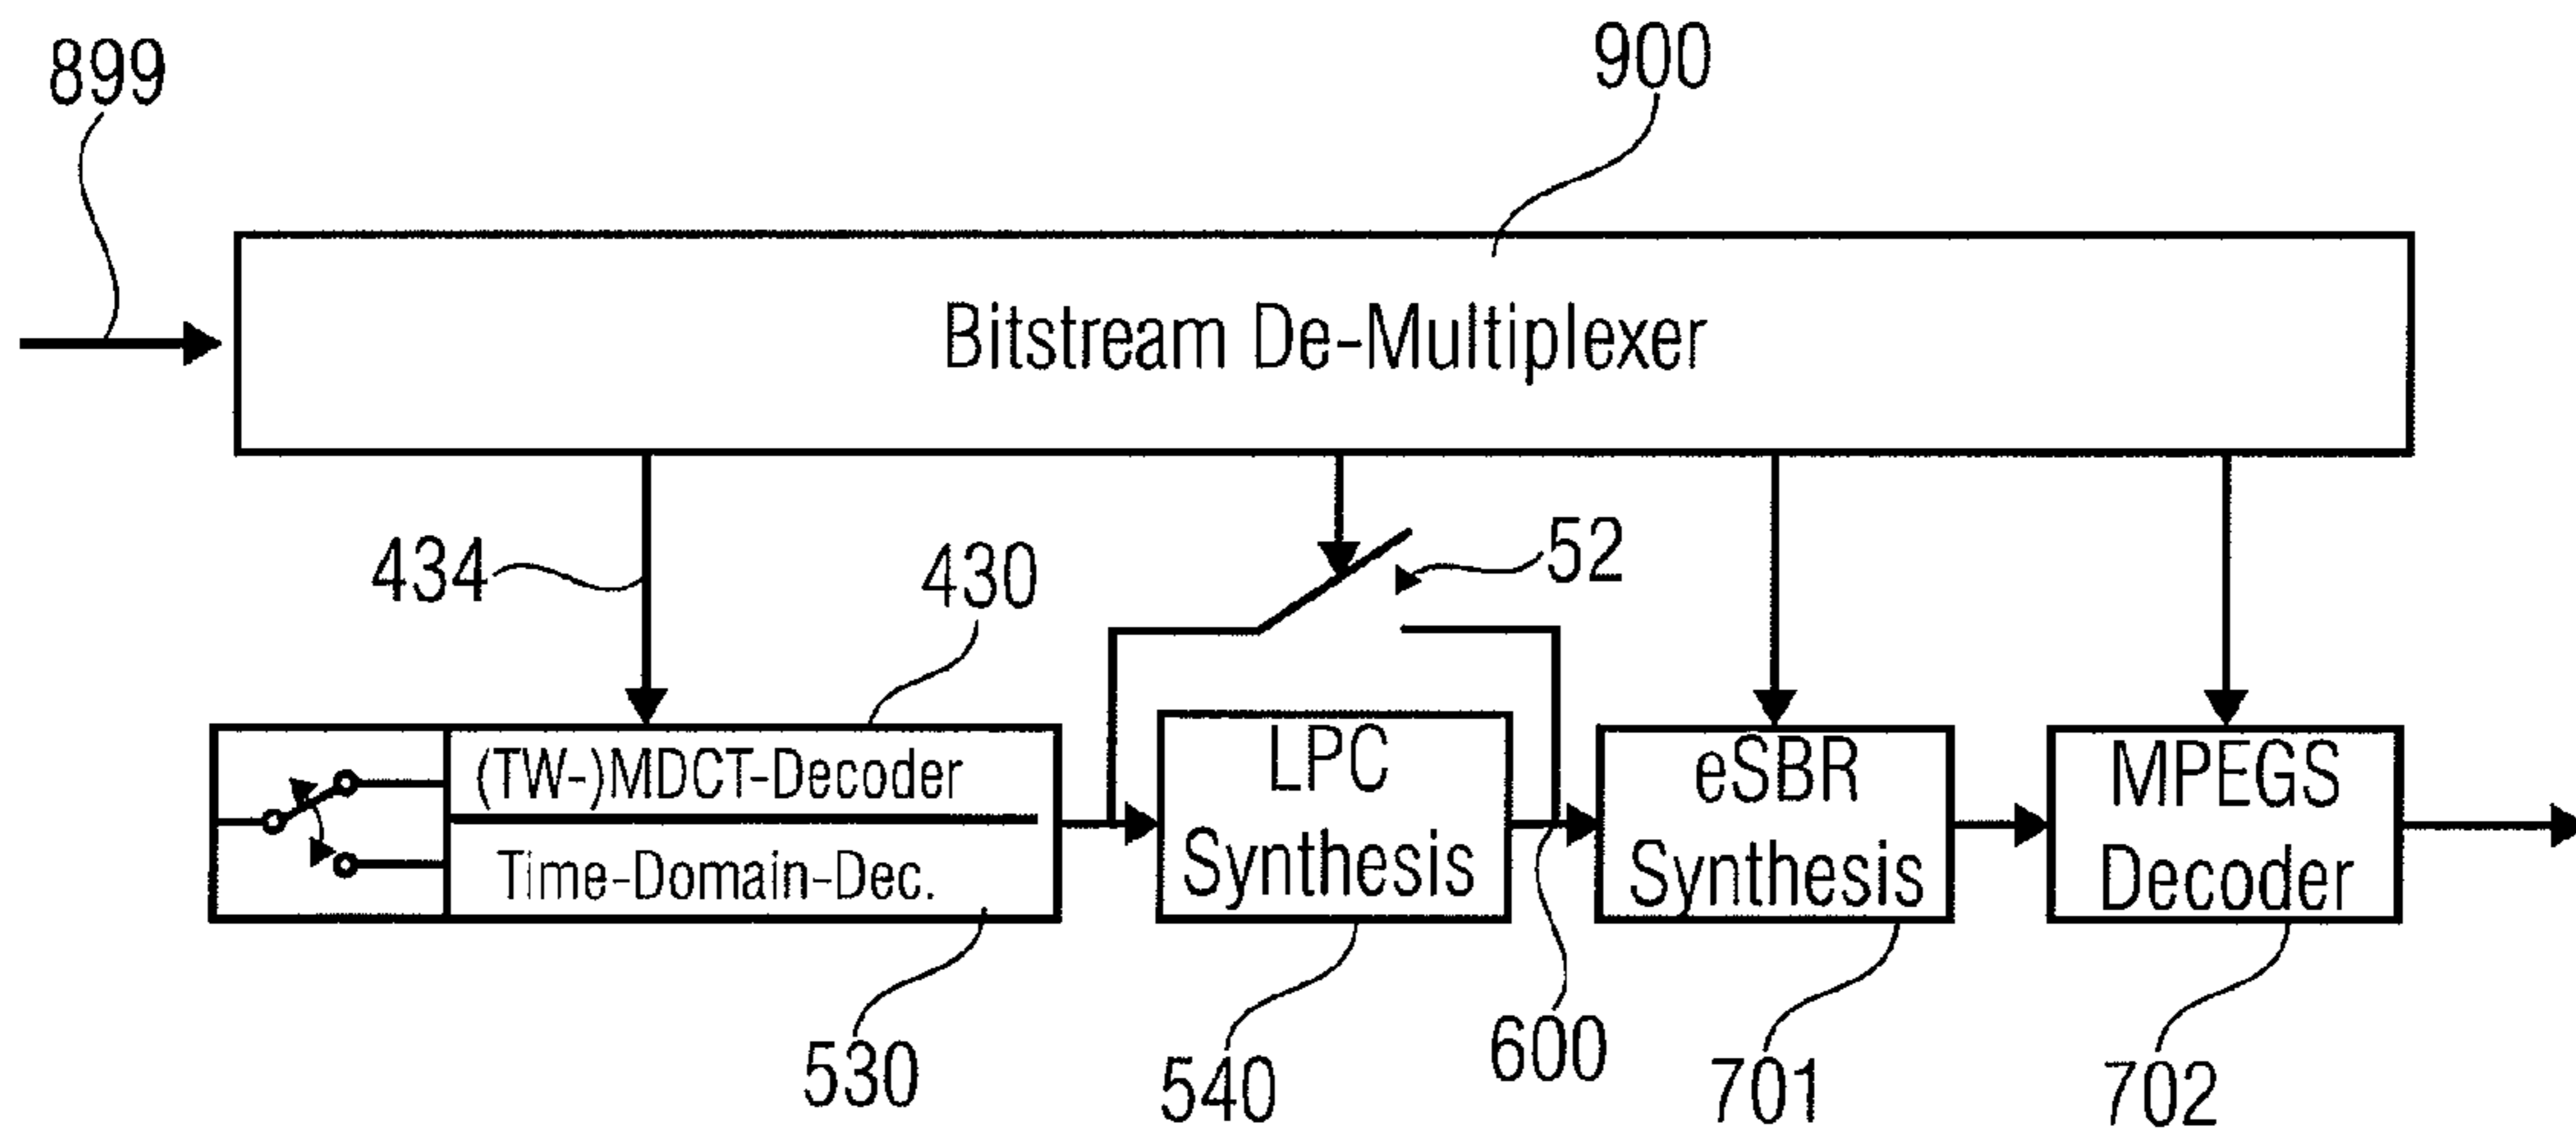 899
900
Bitstream De-Multiplexer
434
430
52
(TW-)MDCT-Decoder
Time-Domain-Dec.
LPC
Synthesis
eSBR
Synthesis
MPEGS
Decoder
530
540
600
701
702